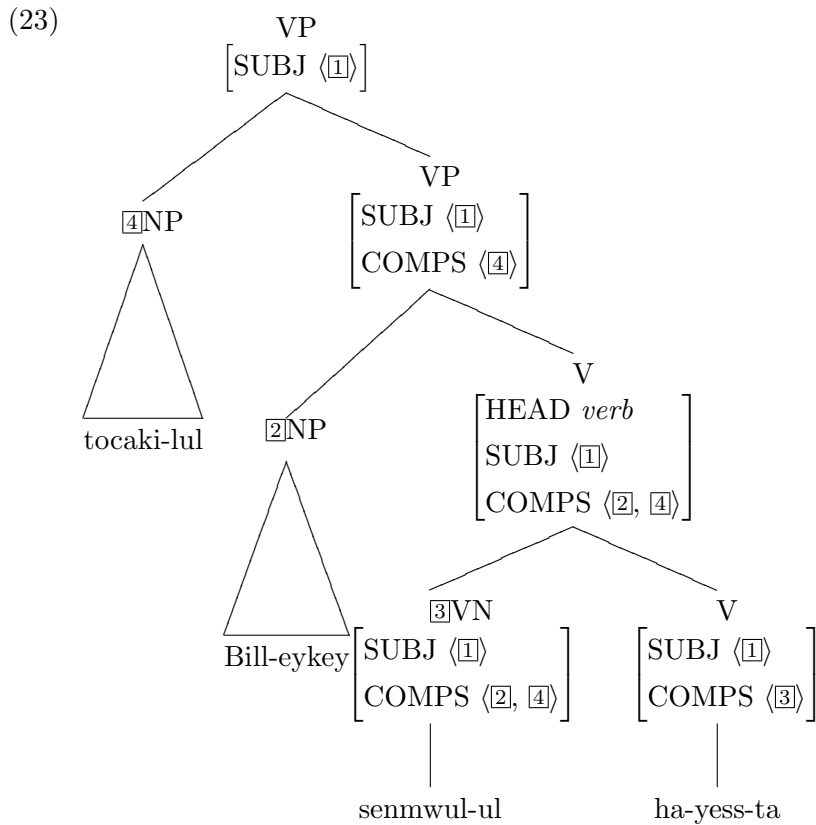 (23)
VP
[SUBJ ⟨1⟩]
4NP
VP
[SUBJ ⟨1⟩
COMPS ⟨4⟩]
tocaki-lul
2NP
V
[HEAD verb
SUBJ ⟨1⟩
COMPS ⟨2, 4⟩]
Bill-eykey
3VN
[SUBJ ⟨1⟩
COMPS ⟨2, 4⟩]
V
[SUBJ ⟨1⟩
COMPS ⟨3⟩]
senmwul-ul
ha-yess-ta